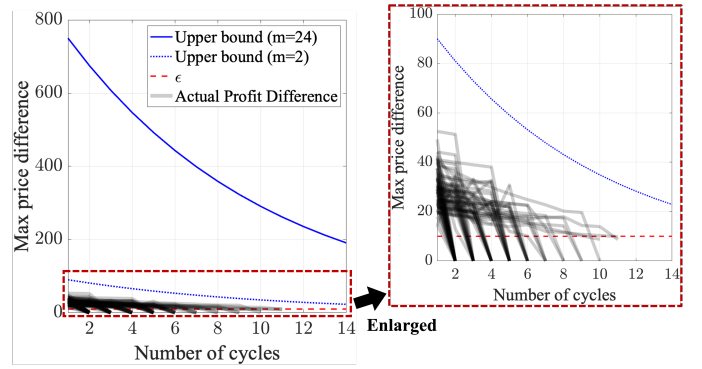 800
600
400
200
0
2
4
6
8
10
12
14
Max price difference
Number of cycles
Upper bound (m=24)
Upper bound (m=2)
ϵ
Actual Profit Difference
Enlarged
100
80
60
40
20
0
2
4
6
8
10
12
14
Max price difference
Number of cycles